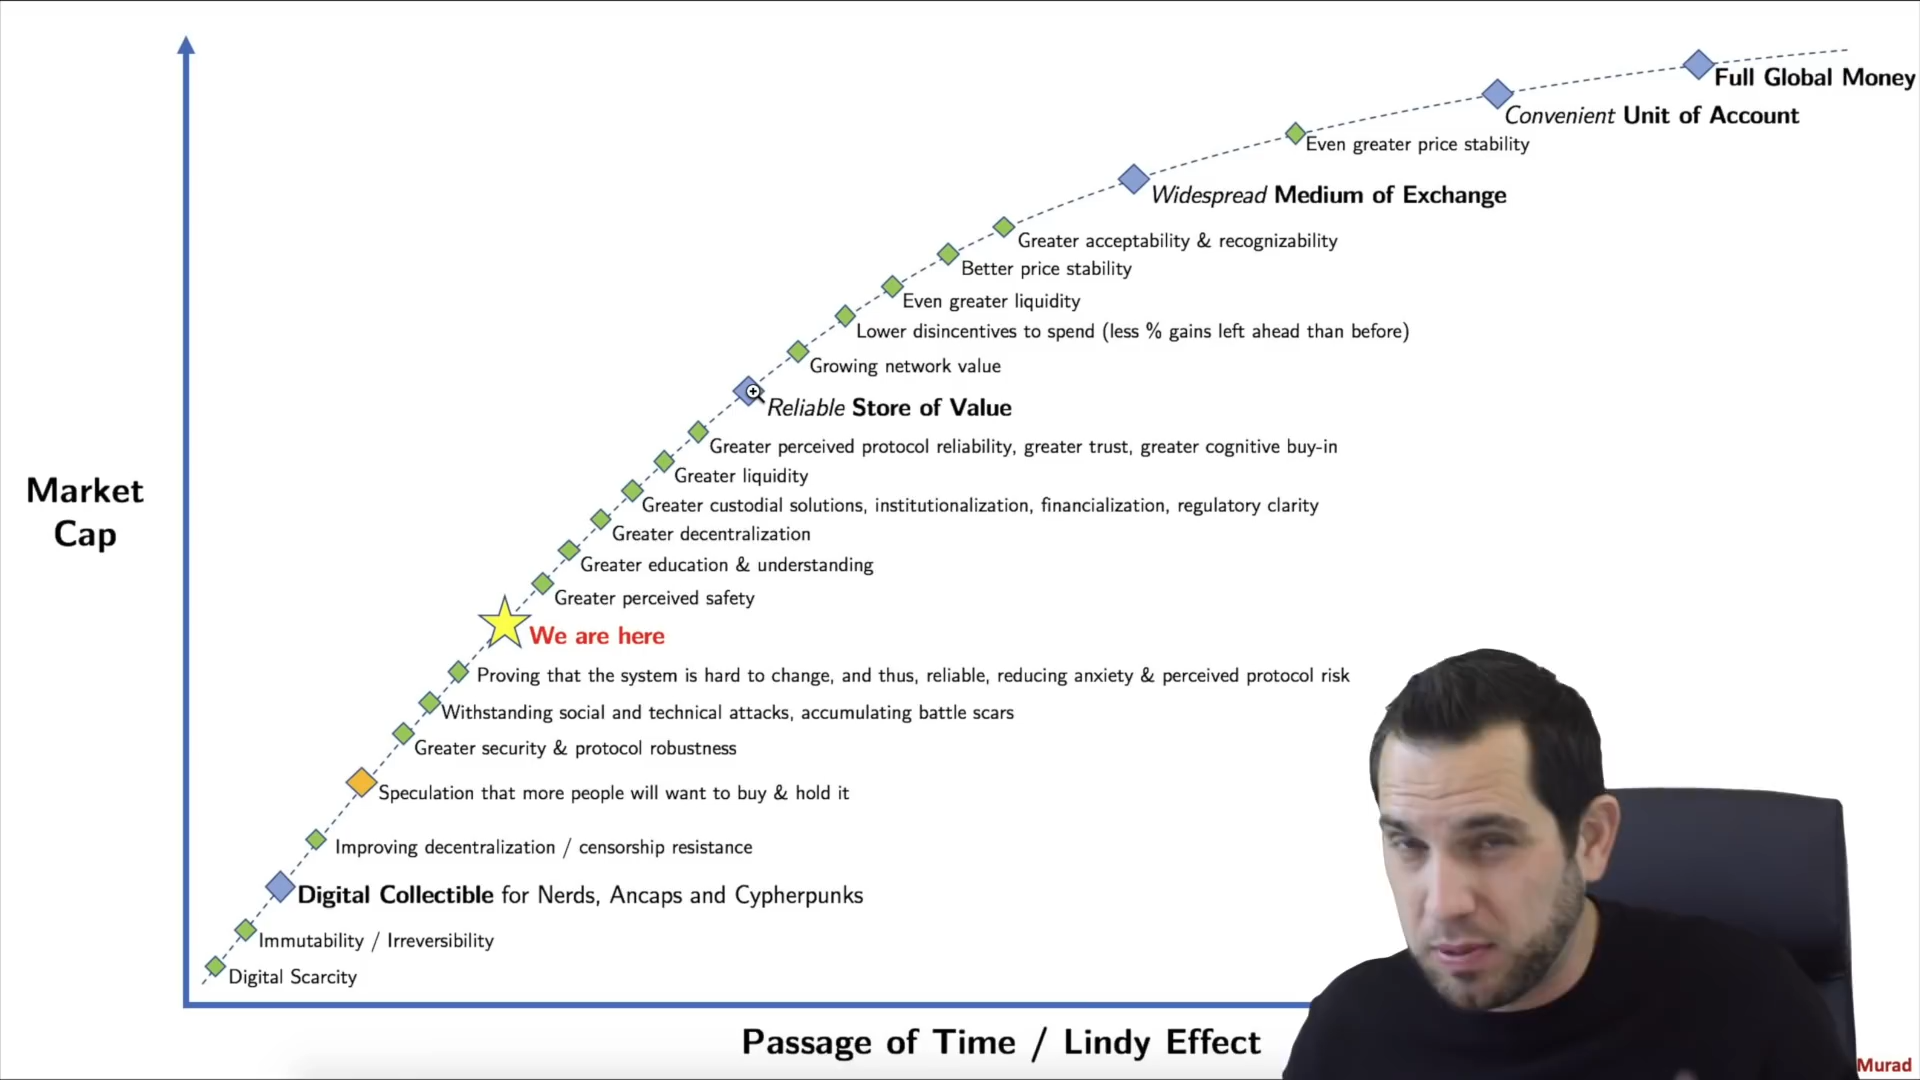 Full Global Money
Convenient Unit of Account
Even greater price stability
Widespread Medium of Exchange
Greater acceptability & recognizability
Better price stability
Even greater liquidity
Lower disincentives to spend (less % gains left ahead than before)
Growing network value
Reliable Store of Value
Greater perceived protocol reliability, greater trust, greater cognitive buy-in
Greater liquidity
Market
Cap
Greater custodial solutions, institutionalization, financialization, regulatory clarity
Greater decentralization
Greater education & understanding
Greater perceived safety
We are here
Proving that the system is hard to change, and thus, reliable, reducing anxiety & perceived protocol risk
Withstanding social and technical attacks, accumulating battle scars
Greater security & protocol robustness
Speculation that more people will want to buy & hold it
Improving decentralization / censorship resistance
Digital Collectible for Nerds, Ancaps and Cypherpunks
Immutability / Irreversibility
Digital Scarcity
Passage of Time / Lindy Effect
Murad